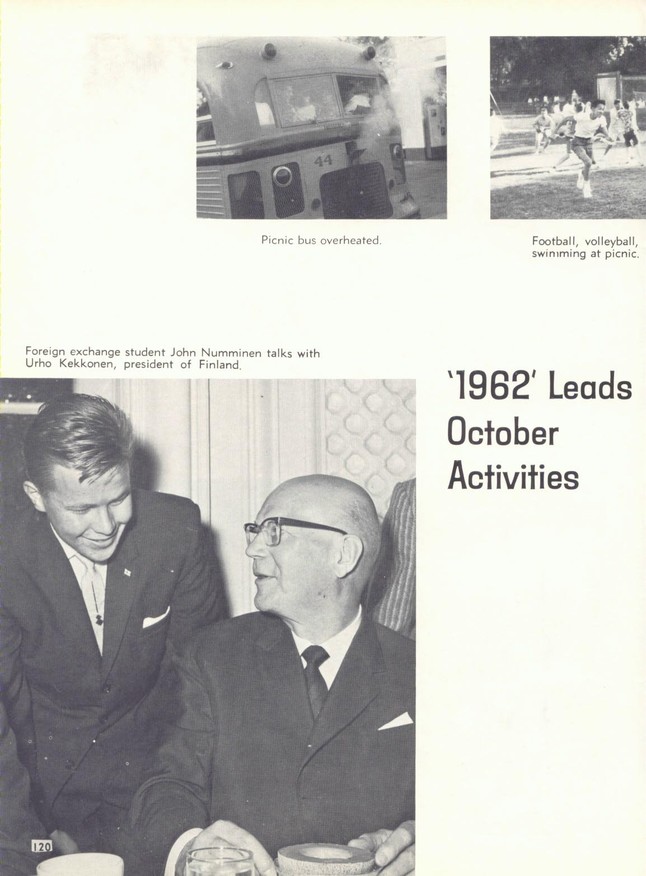 44
Picnic bus overheated.
Football, volleyball,
swimming at picnic.
Foreign exchange student John Numminen talks with
Urho Kekkonen, president of Finland.
'1962' Leads
October
Activities
120